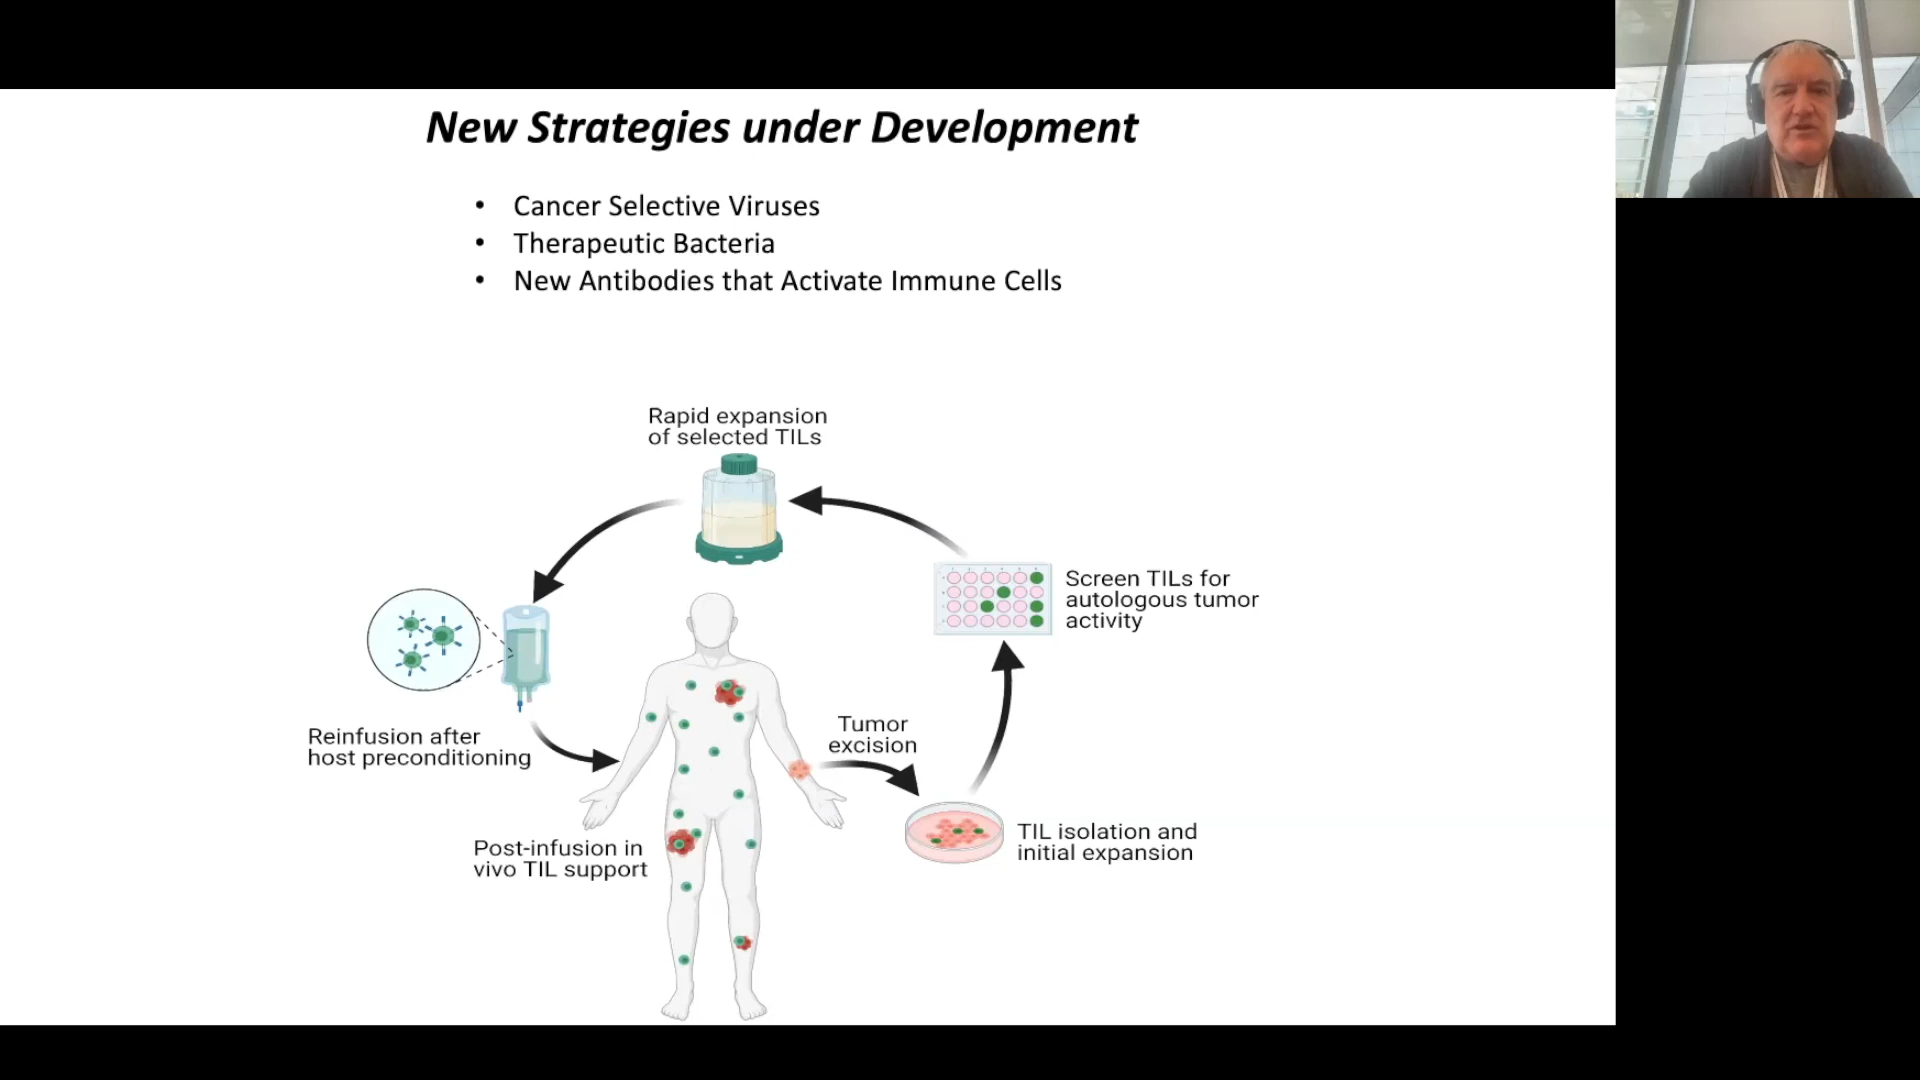 New Strategies under Development
• Cancer Selective Viruses
• Therapeutic Bacteria
• New Antibodies that Activate Immune Cells
Rapid expansion
of selected TILs
Screen TILs for
autologous tumor
activity
Reinfusion after
host preconditioning
Tumor
excision
Post-infusion in
vivo TIL support
TIL isolation and
initial expansion